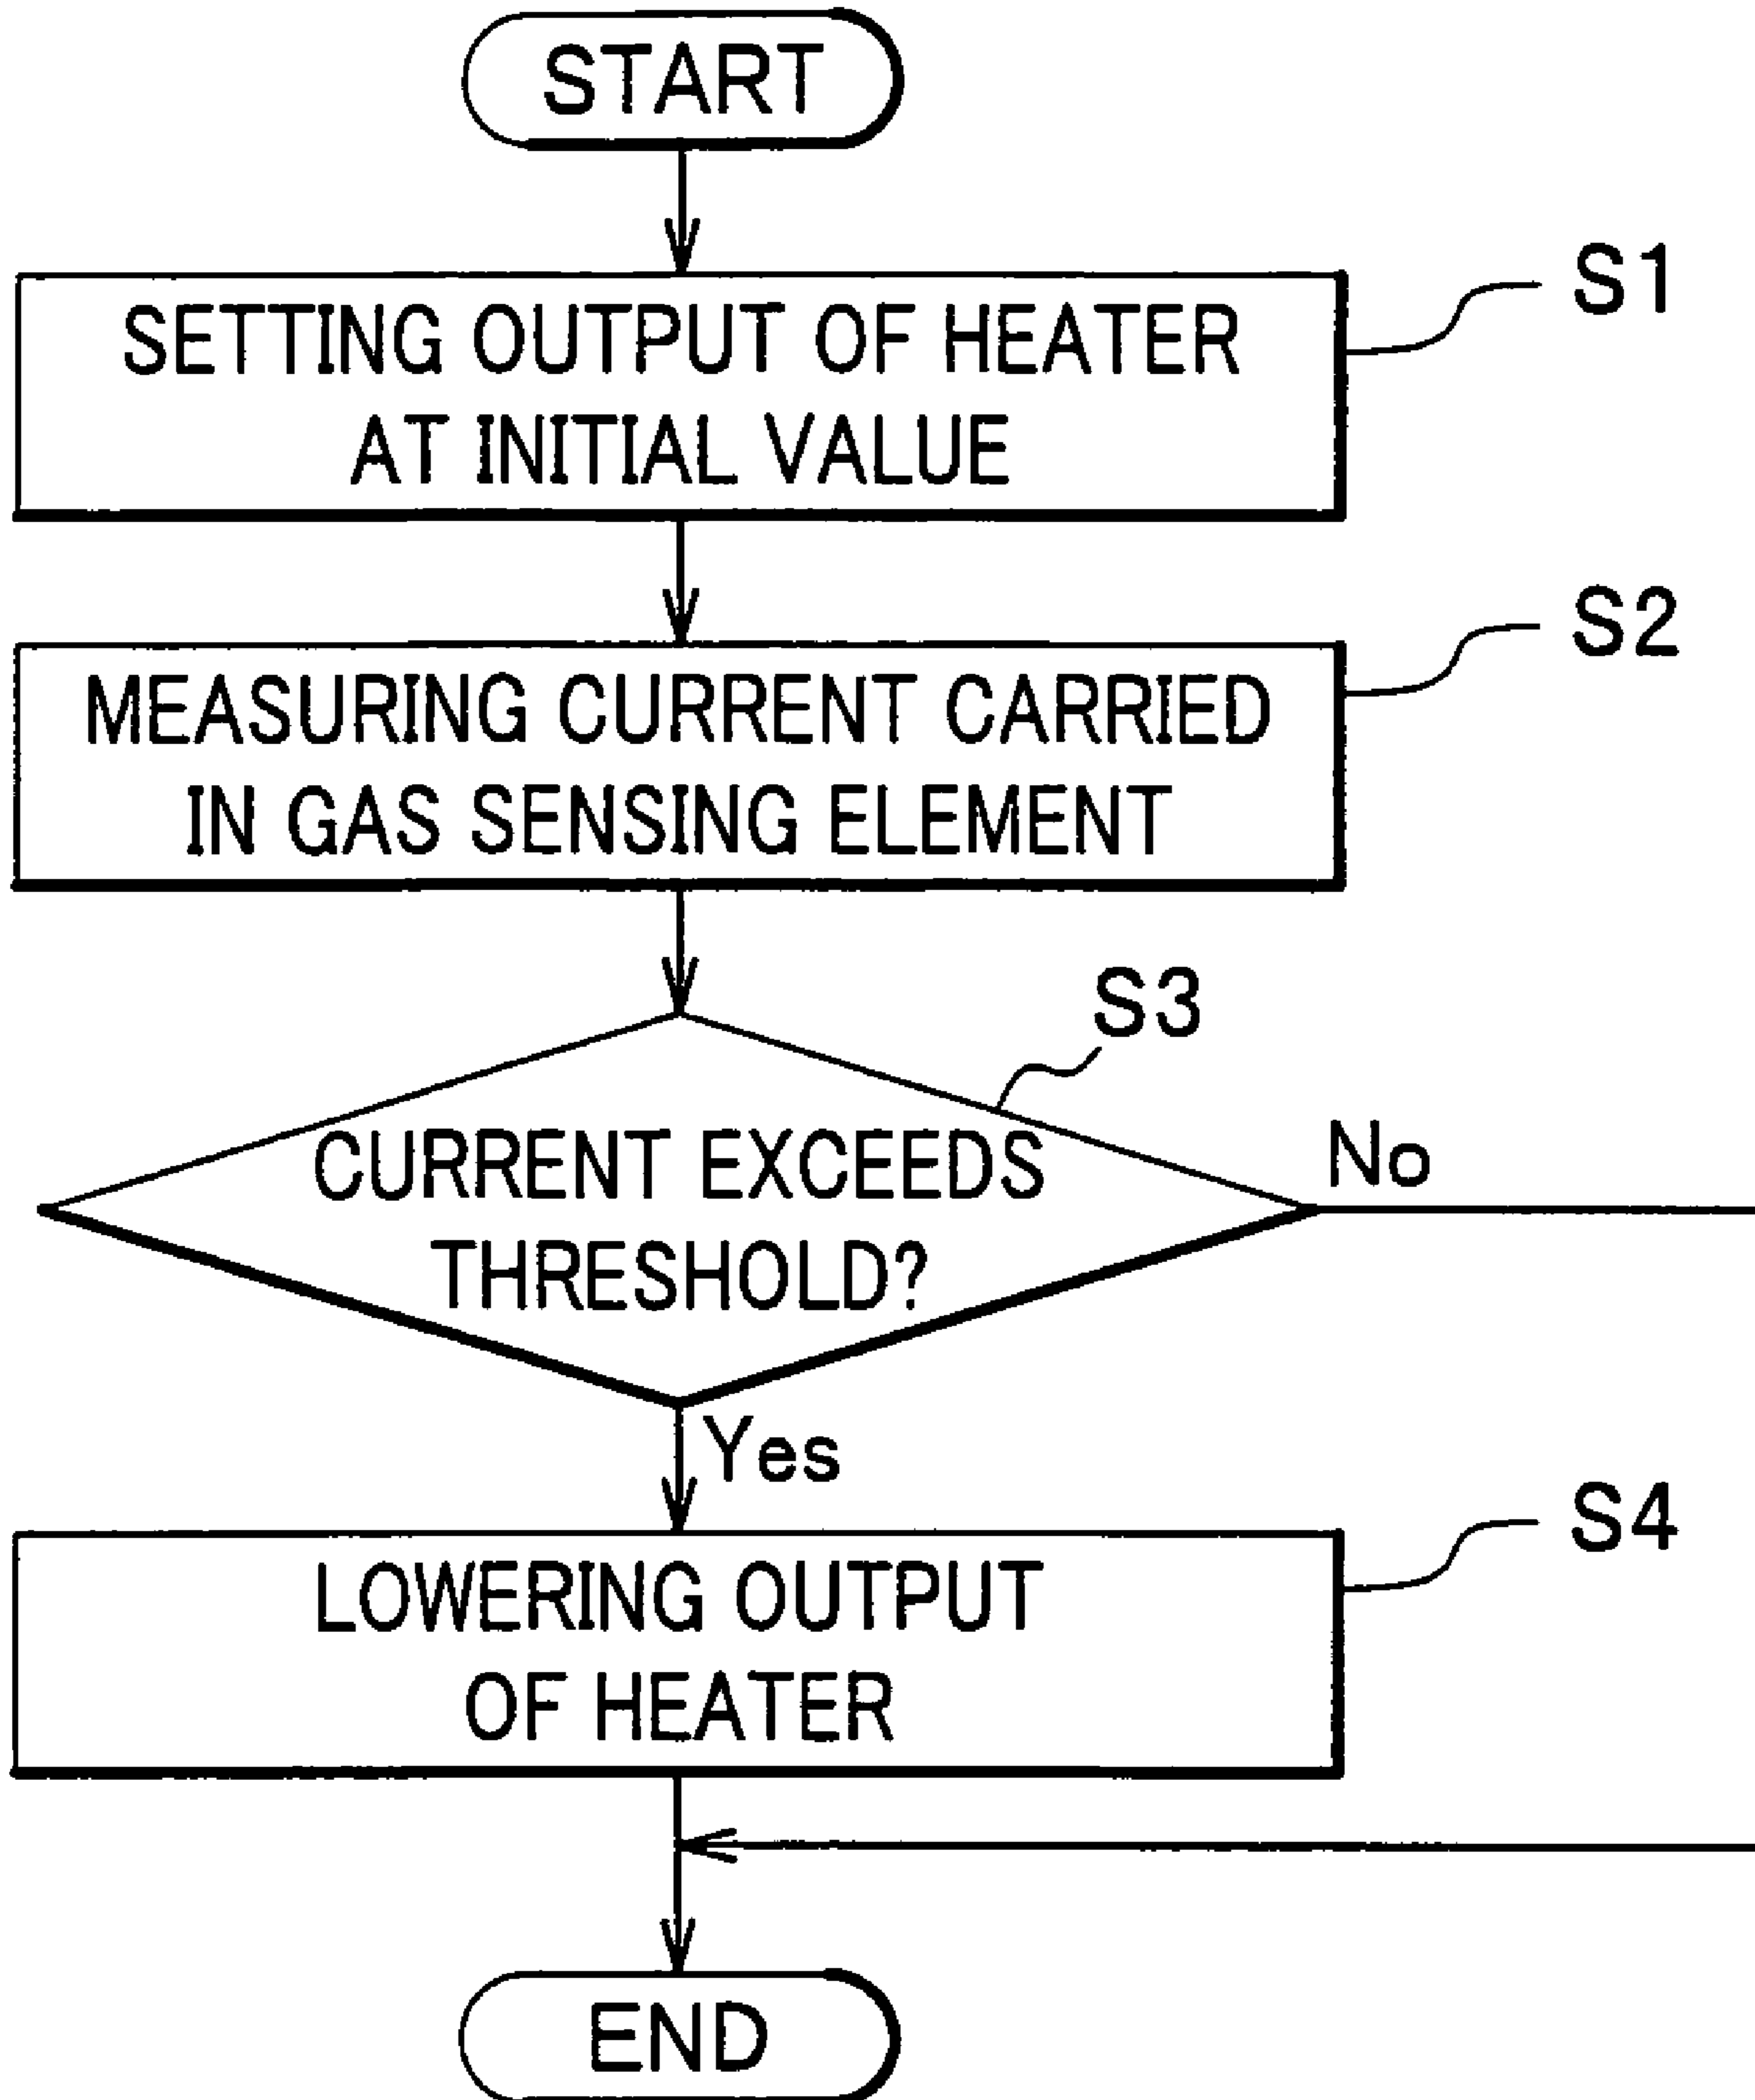 START
S1
SETTING OUTPUT OF HEATER
AT INITIAL VALUE
S2
MEASURING CURRENT CARRIED
IN GAS SENSING ELEMENT
S3
CURRENT EXCEEDS
THRESHOLD?
No
Yes
S4
LOWERING OUTPUT
OF HEATER
END